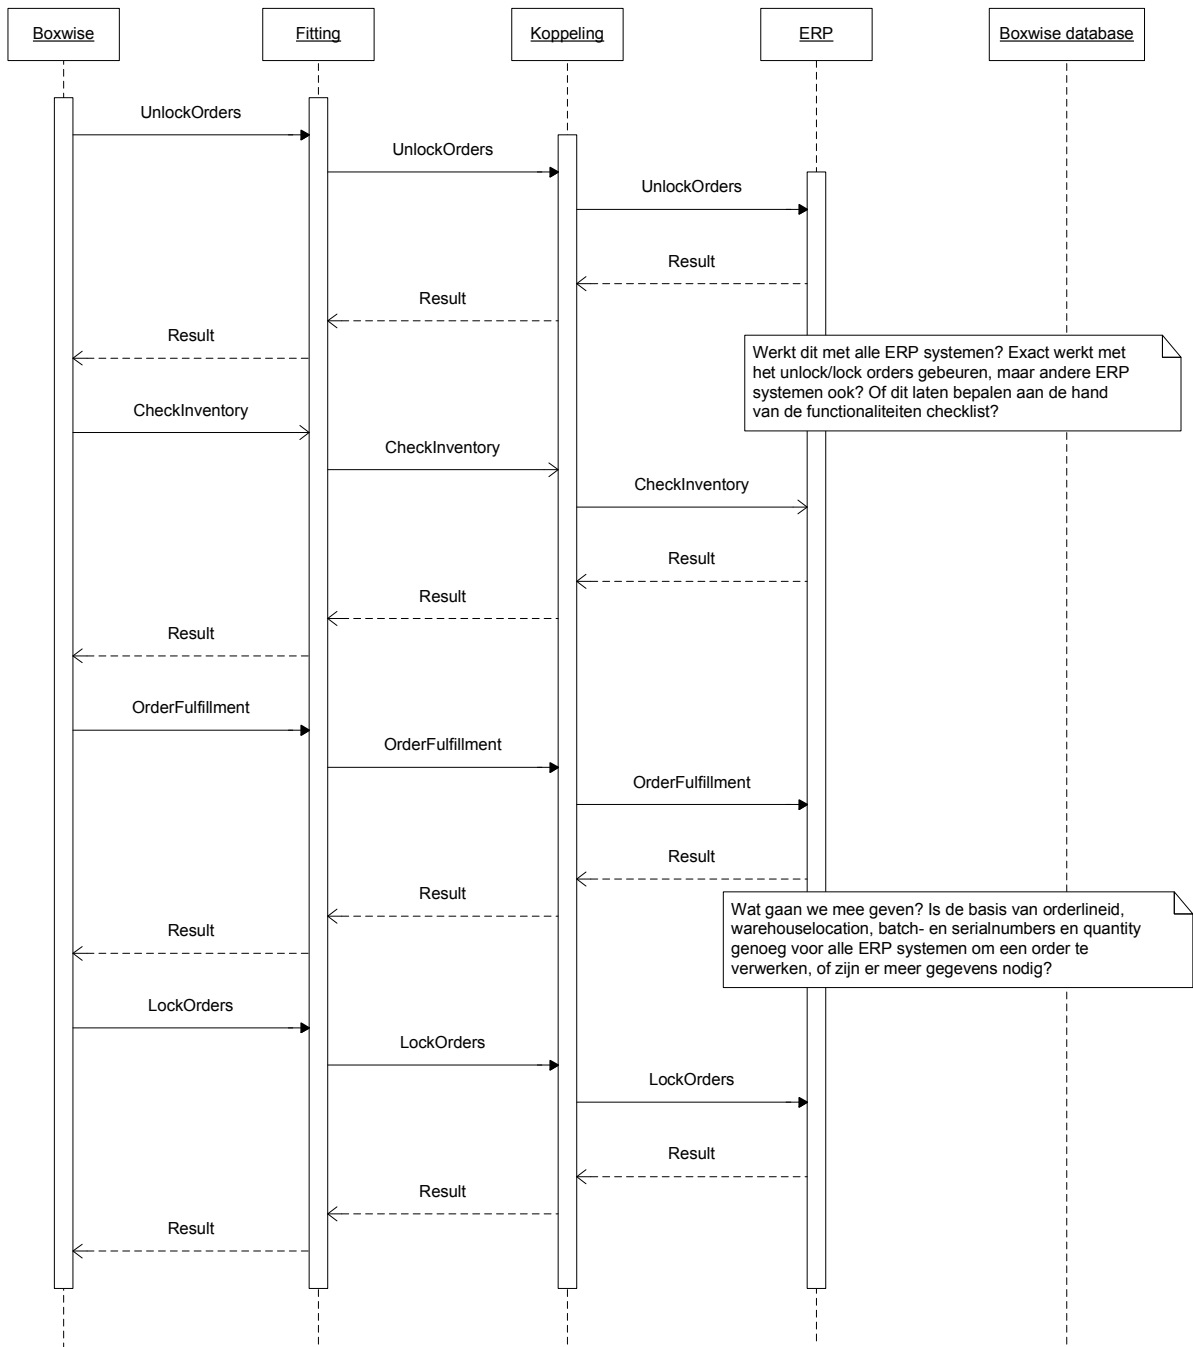 Boxwise
Fitting
Koppeling
ERP
Boxwise database
UnlockOrders
UnlockOrders
UnlockOrders
Result
Result
Result
Werkt dit met alle ERP systemen? Exact werkt met
het unlock/lock orders gebeuren, maar andere ERP
systemen ook? Of dit laten bepalen aan de hand
van de functionaliteiten checklist?
CheckInventory
CheckInventory
CheckInventory
Result
Result
Result
OrderFulfillment
OrderFulfillment
OrderFulfillment
Result
Result
Result
Wat gaan we mee geven? Is de basis van orderlineid,
warehouselocation, batch- en serialnumbers en quantity
genoeg voor alle ERP systemen om een order te
verwerken, of zijn er meer gegevens nodig?
LockOrders
LockOrders
LockOrders
Result
Result
Result